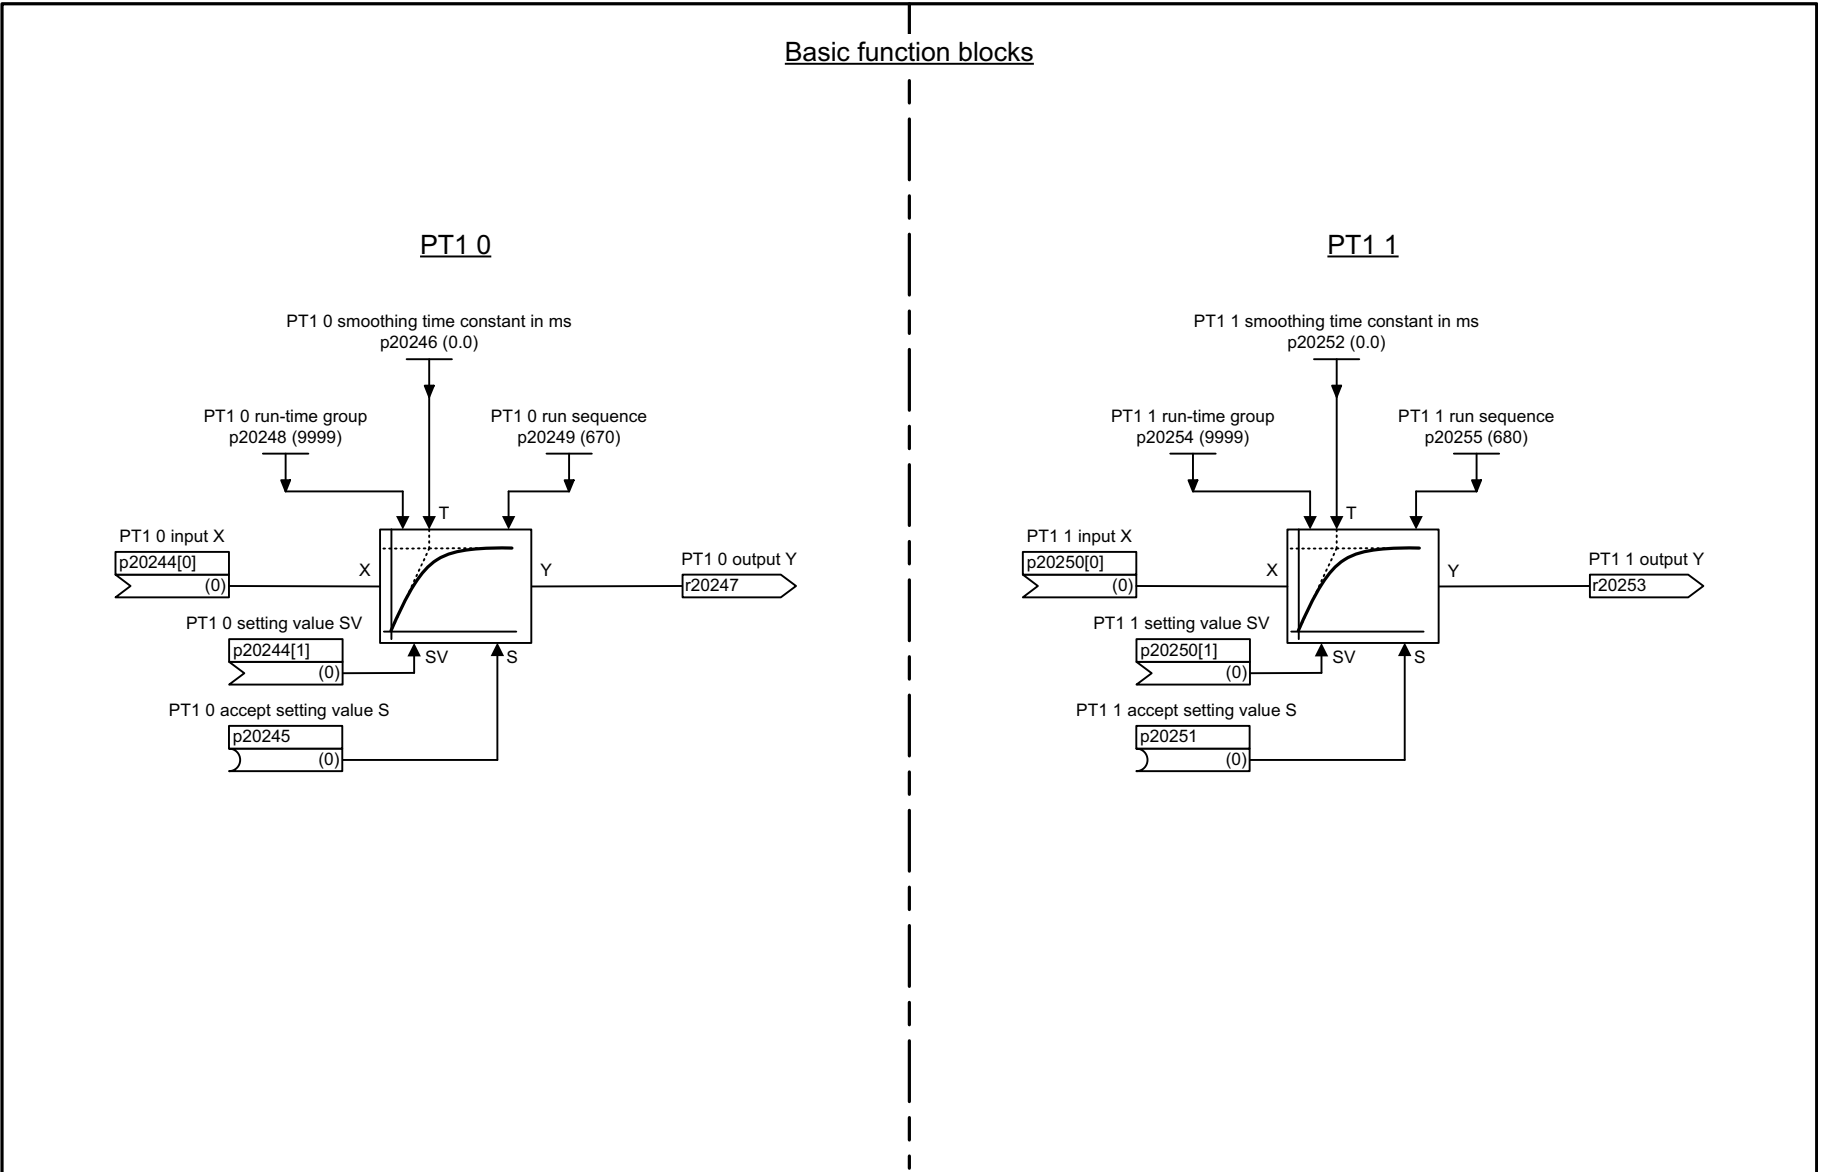 Basic function blocks
PT1 0
PT1 0 smoothing time constant in ms
p20246 (0.0)
PT1 0 run-time group
p20248 (9999)
PT1 0 run sequence
p20249 (670)
T
PT1 0 input X
p20244[0]
(0)
X
Y
PT1 0 output Y
r20247
PT1 0 setting value SV
p20244[1]
(0)
SV
S
PT1 0 accept setting value S
p20245
(0)
PT1 1
PT1 1 smoothing time constant in ms
p20252 (0.0)
PT1 1 run-time group
p20254 (9999)
PT1 1 run sequence
p20255 (680)
T
PT1 1 input X
p20250[0]
(0)
X
Y
PT1 1 output Y
r20253
PT1 1 setting value SV
p20250[1]
(0)
SV
S
PT1 1 accept setting value S
p20251
(0)